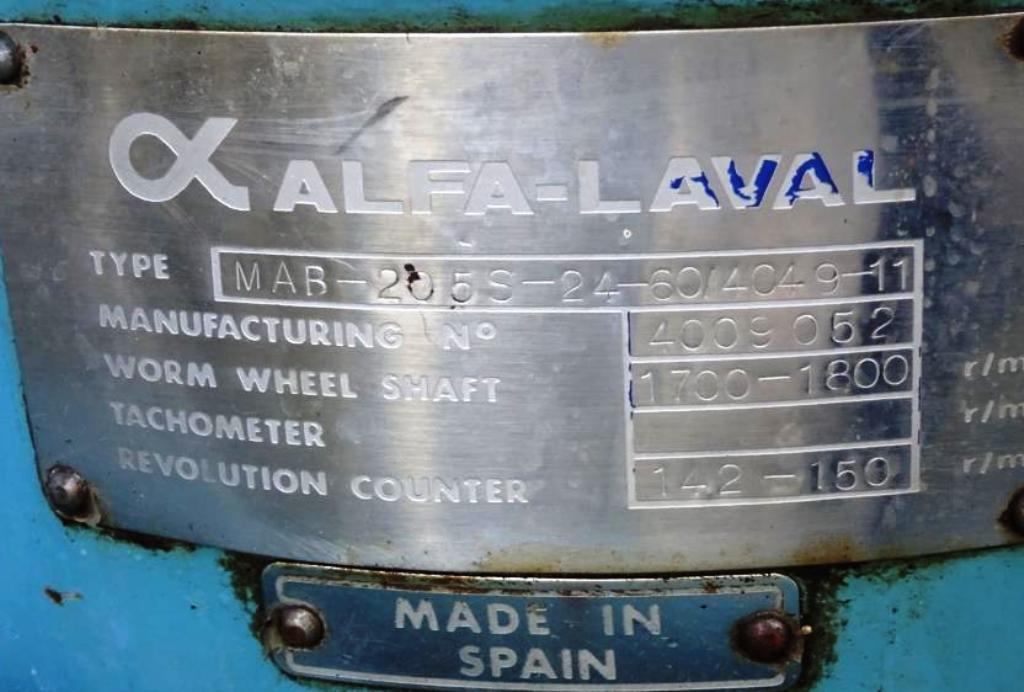 ALFA-LAVAL
TYPE MAB-205S-24-60/4049-11
MANUFACTURING Nº 4009052
WORM WHEEL SHAFT 1700-1800 r/m
TACHOMETER r/m
REVOLUTION COUNTER 142-150 r/m
MADE IN
SPAIN